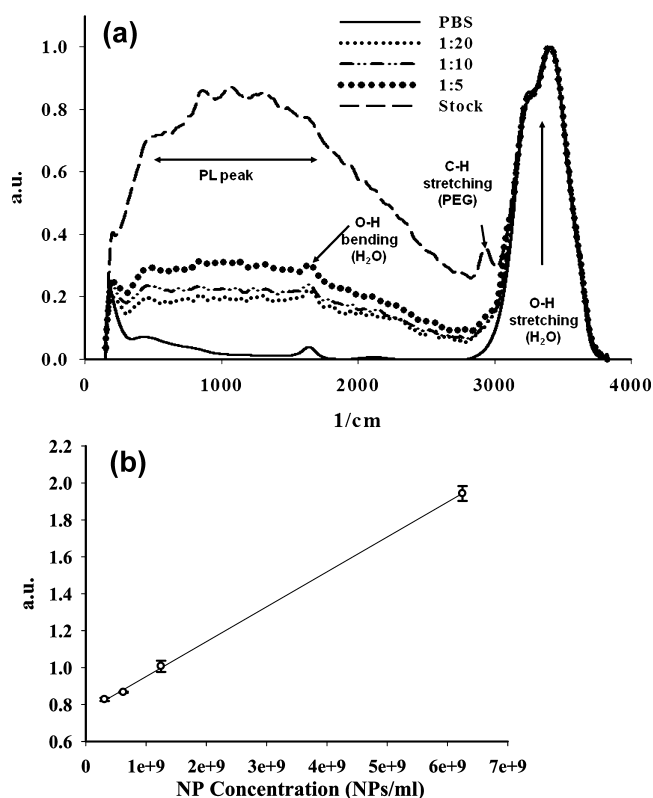 (a)
PBS
1:20
1:10
1:5
Stock
1.0
0.8
0.6
0.4
0.2
0.0
a.u.
PL peak
C-H
stretching
(PEG)
O-H
bending
(H2O)
O-H
stretching
(H2O)
0 1000 2000 3000 4000
1/cm
(b)
2.2
2.0
1.8
1.6
1.4
1.2
1.0
0.8
0.6
a.u.
0 1e+9 2e+9 3e+9 4e+9 5e+9 6e+9 7e+9
NP Concentration (NPs/ml)